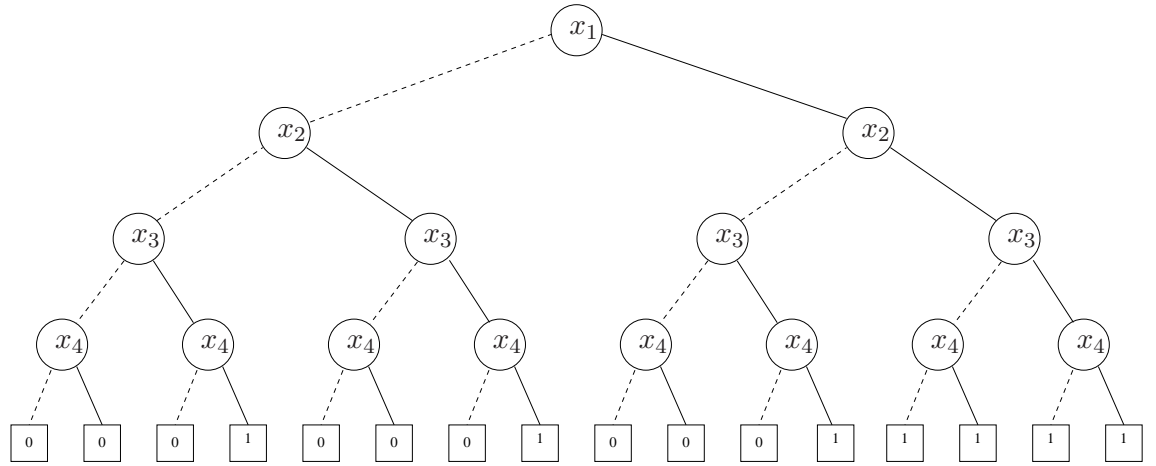 x₁
x₂ x₂
x₃ x₃ x₃ x₃
x₄ x₄ x₄ x₄ x₄ x₄ x₄ x₄
0 0 0 1 0 0 0 1 0 0 0 1 1 1 1 1